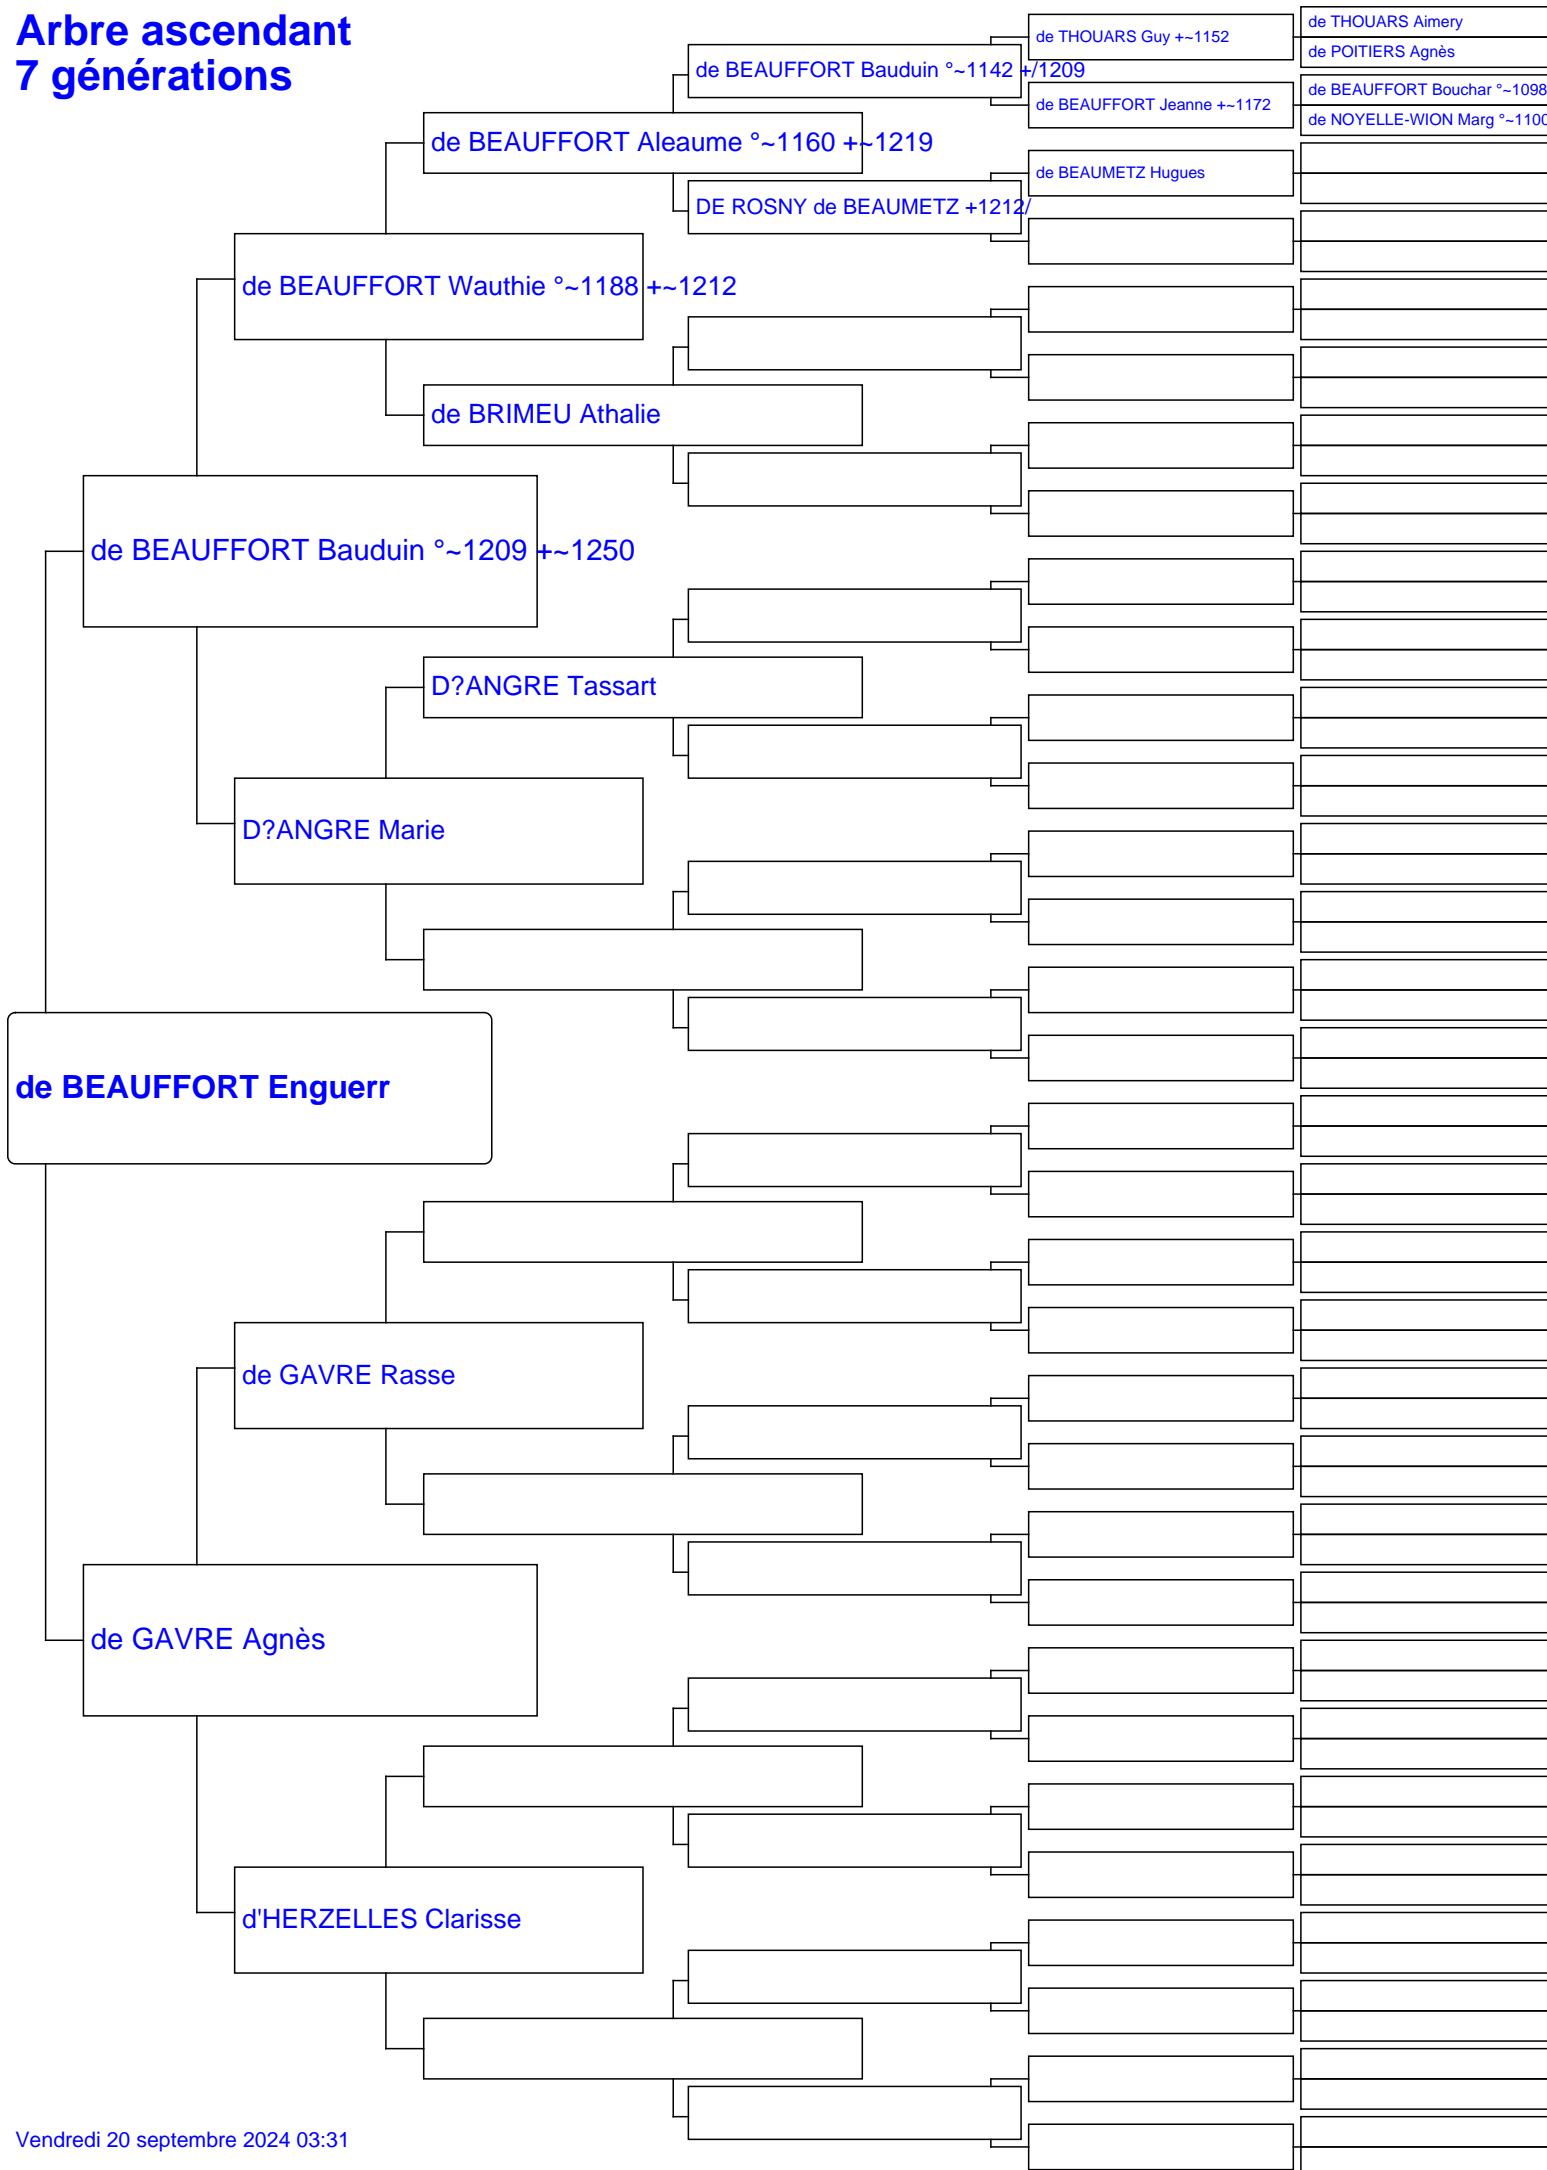 Arbre ascendant
7 générations
de THOUARS Aimery
de THOUARS Guy +~1152
de POITIERS Agnès
de BEAUFFORT Bauduin °~1142 +/1209
de BEAUFFORT Bouchar °~1098
de BEAUFFORT Jeanne +~1172
de NOYELLE-WION Marg °~1100
de BEAUFFORT Aleaume °~1160 +~1219
de BEAUMETZ Hugues
DE ROSNY de BEAUMETZ +1212/
de BEAUFFORT Wauthie °~1188 +~1212
de BRIMEU Athalie
de BEAUFFORT Bauduin °~1209 +~1250
D?ANGRE Tassart
D?ANGRE Marie
de BEAUFFORT Enguerr
de GAVRE Rasse
de GAVRE Agnès
d'HERZELLES Clarisse
Vendredi 20 septembre 2024 03:31